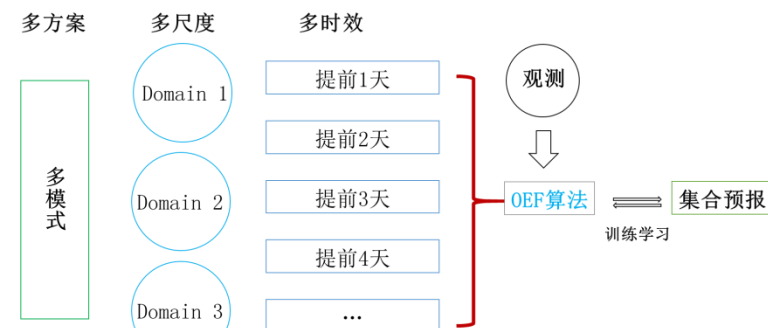 多方案
多尺度
多时效
多模式
Domain 1
Domain 2
Domain 3
提前1天
提前2天
提前3天
提前4天
…
观测
OEF算法
训练学习
集合预报